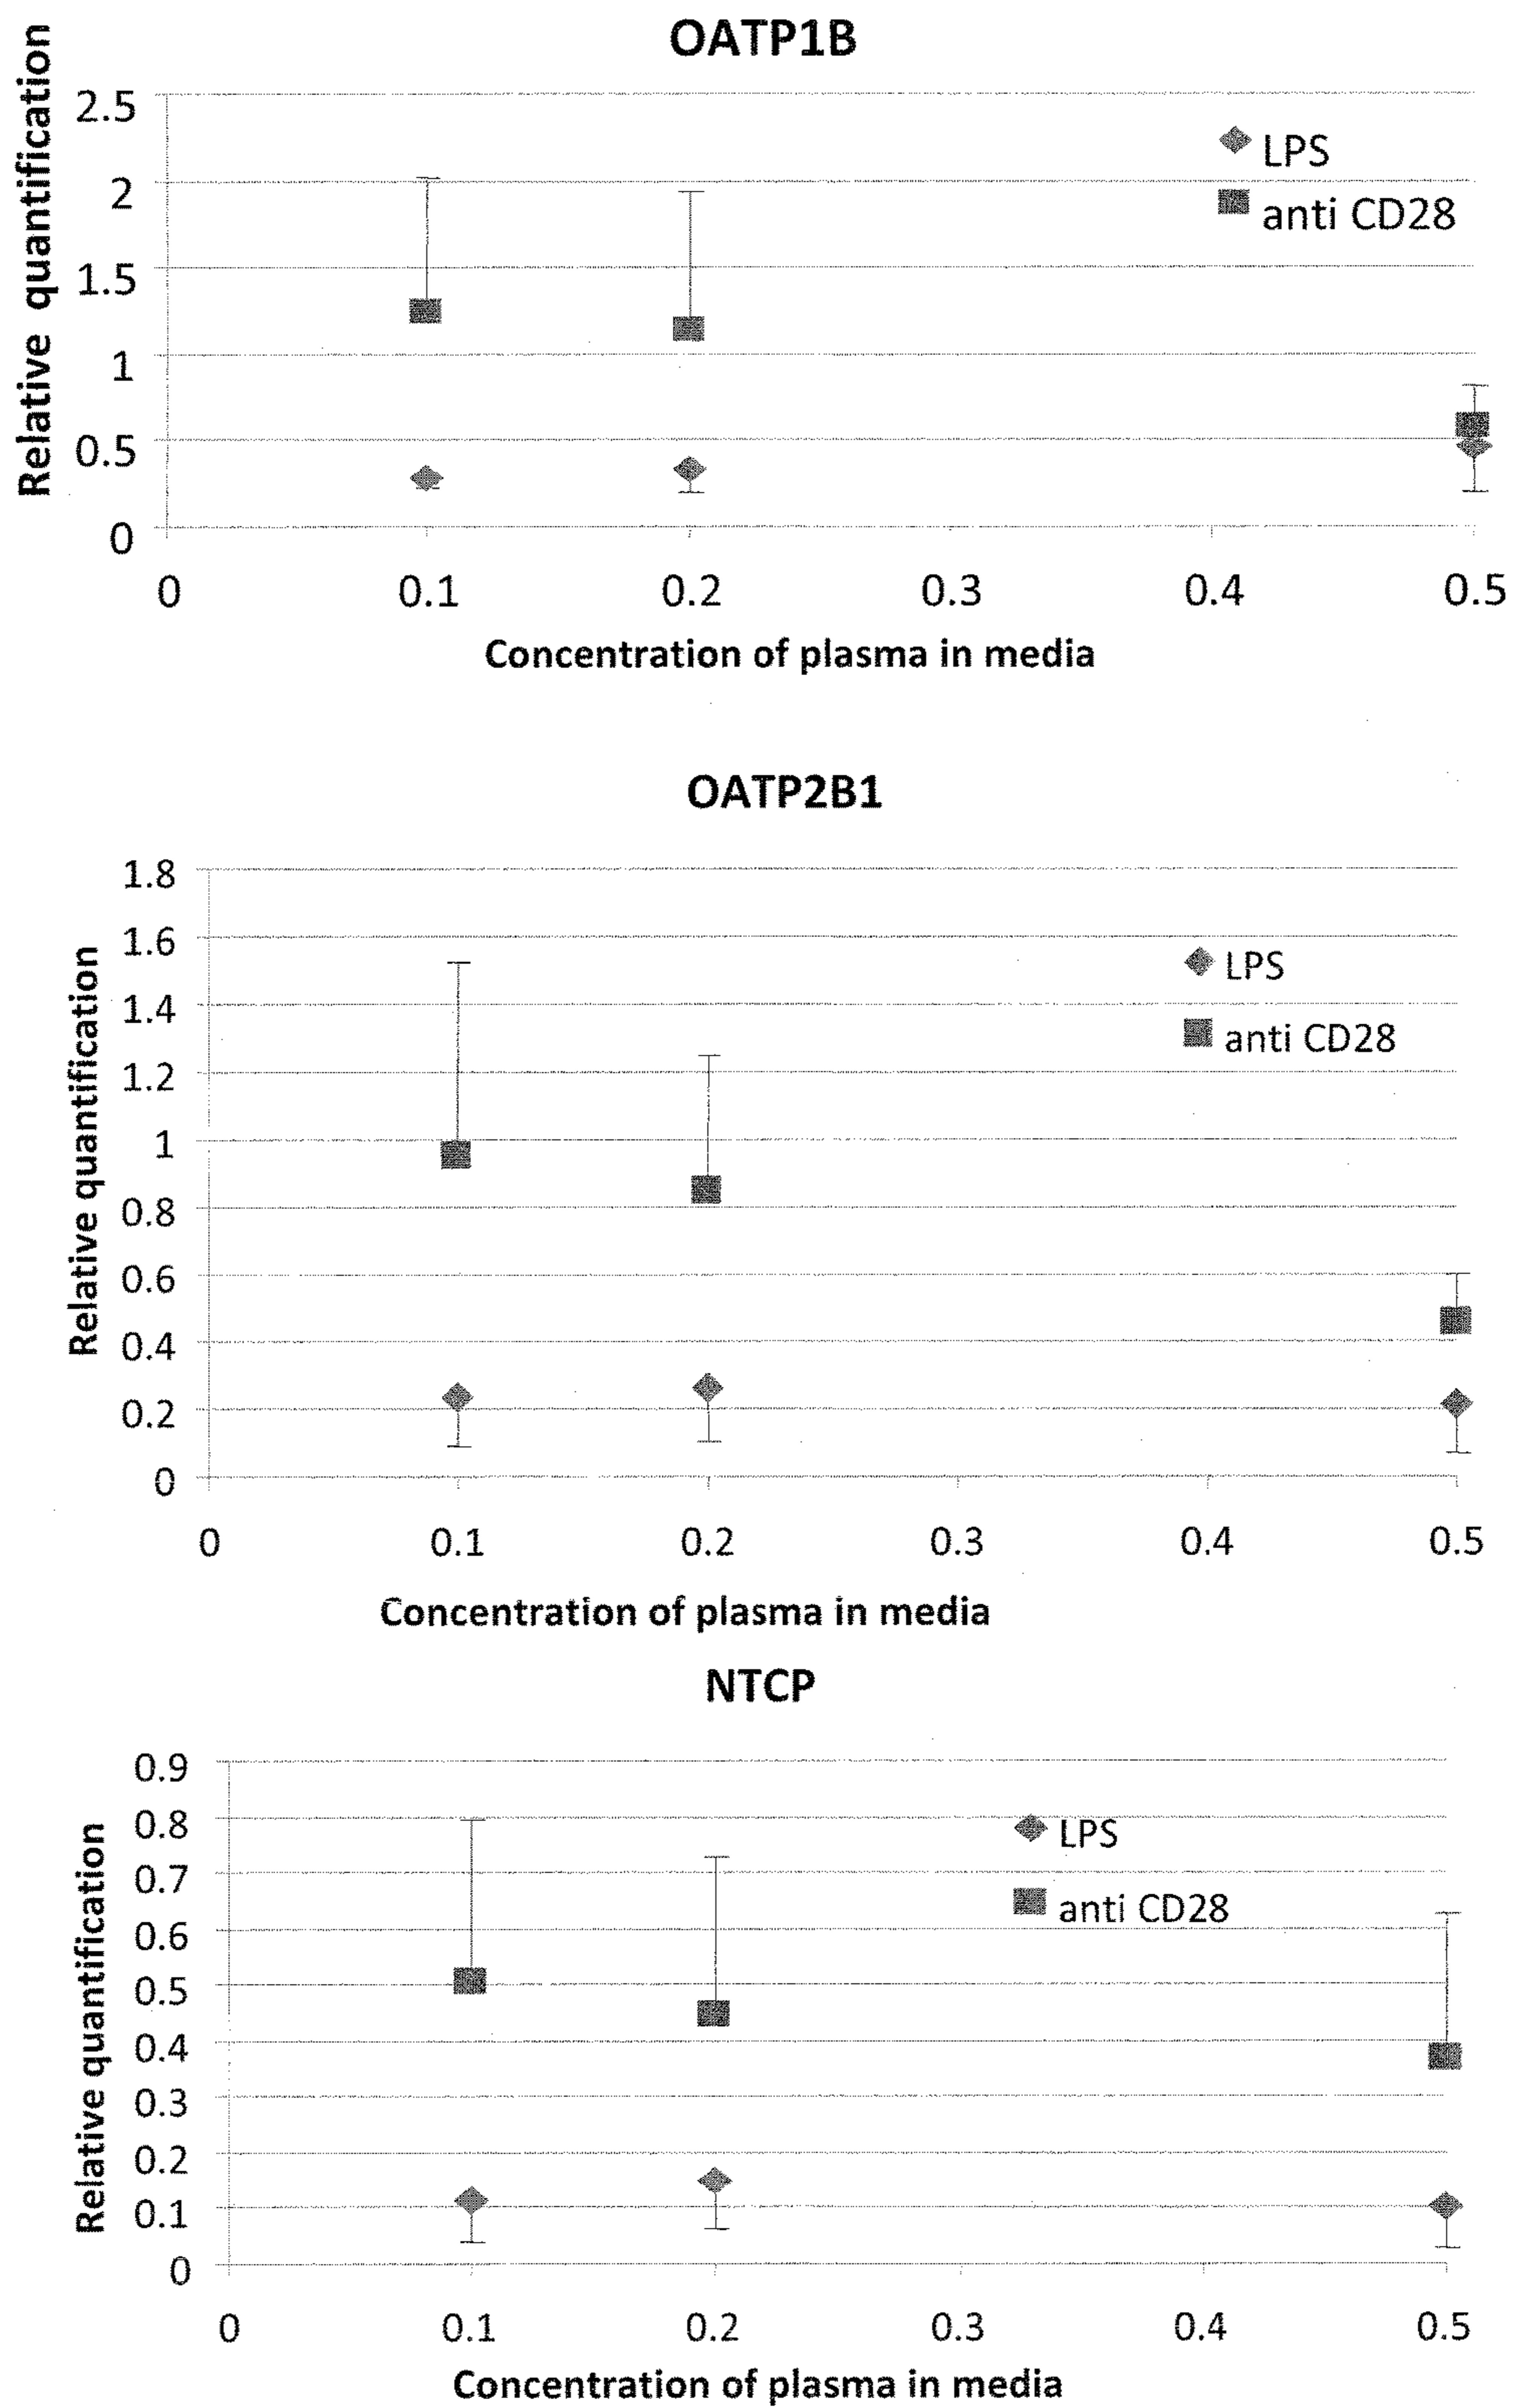 OATP1B
Relative quantification
2.5
2
1.5
1
0.5
0
LPS
anti CD28
0 0.1 0.2 0.3 0.4 0.5
Concentration of plasma in media
OATP2B1
Relative quantification
1.8
1.6
1.4
1.2
1
0.8
0.6
0.4
0.2
0
LPS
anti CD28
0 0.1 0.2 0.3 0.4 0.5
Concentration of plasma in media
NTCP
Relative quantification
0.9
0.8
0.7
0.6
0.5
0.4
0.3
0.2
0.1
0
LPS
anti CD28
0 0.1 0.2 0.3 0.4 0.5
Concentration of plasma in media